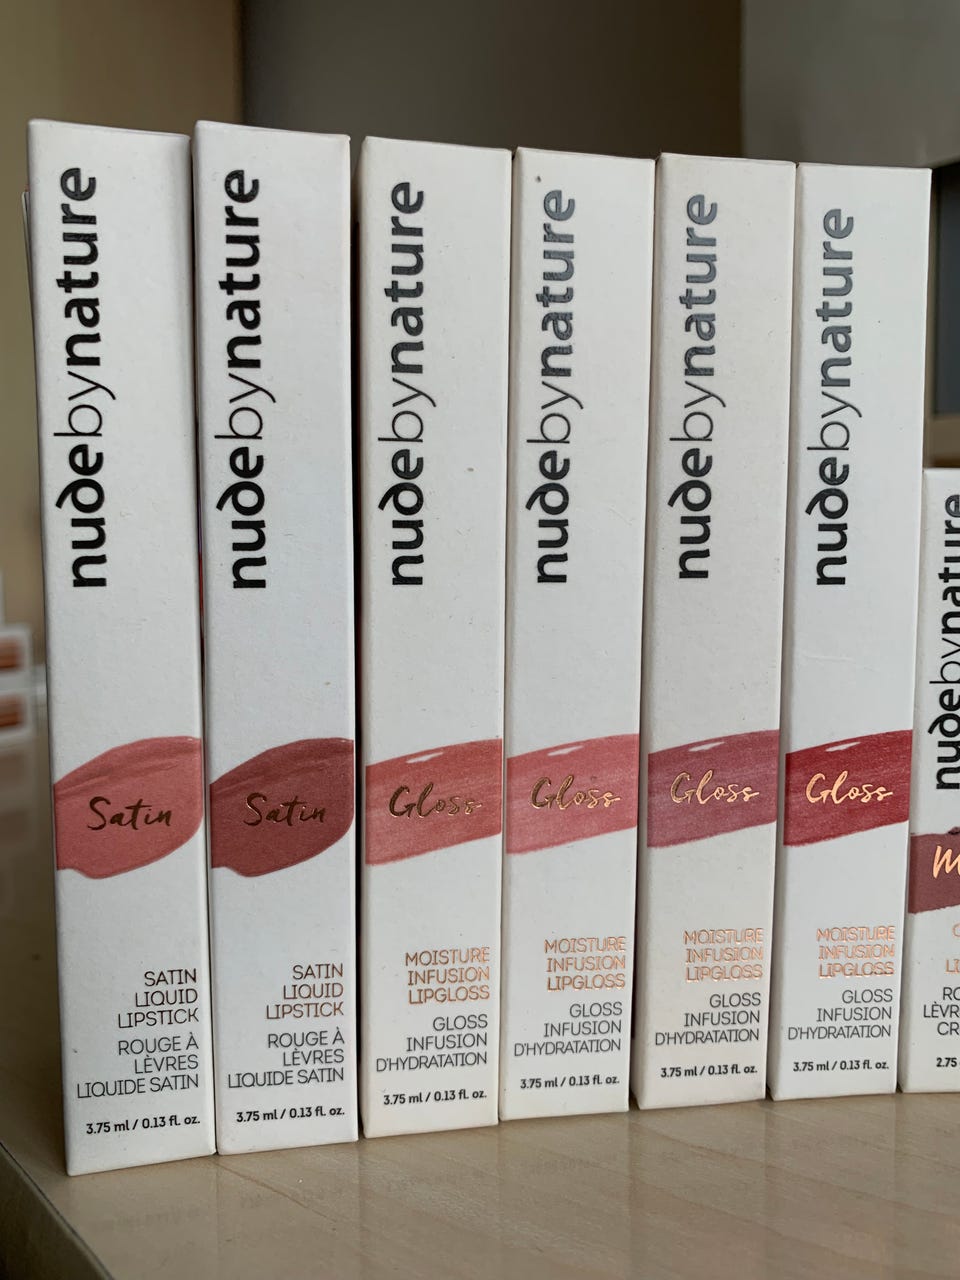 nudebynature
Satin
SATIN
LIQUID
LIPSTICK
ROUGE À
LÈVRES
LIQUIDE SATIN
3.75 ml / 0.13 fl. oz.
nudebynature
Satin
SATIN
LIQUID
LIPSTICK
ROUGE À
LÈVRES
LIQUIDE SATIN
3.75 ml / 0.13 fl. oz.
nudebynature
Gloss
MOISTURE
INFUSION
LIPGLOSS
GLOSS
INFUSION
D'HYDRATATION
3.75 ml / 0.13 fl. oz.
nudebynature
Gloss
MOISTURE
INFUSION
LIPGLOSS
GLOSS
INFUSION
D'HYDRATATION
3.75 ml / 0.13 fl. oz.
nudebynature
Gloss
MOISTURE
INFUSION
LIPGLOSS
GLOSS
INFUSION
D'HYDRATATION
3.75 ml / 0.13 fl. oz.
nudebynature
Gloss
MOISTURE
INFUSION
LIPGLOSS
GLOSS
INFUSION
D'HYDRATATION
3.75 ml / 0.13 fl. oz.
nudebynature
2.75